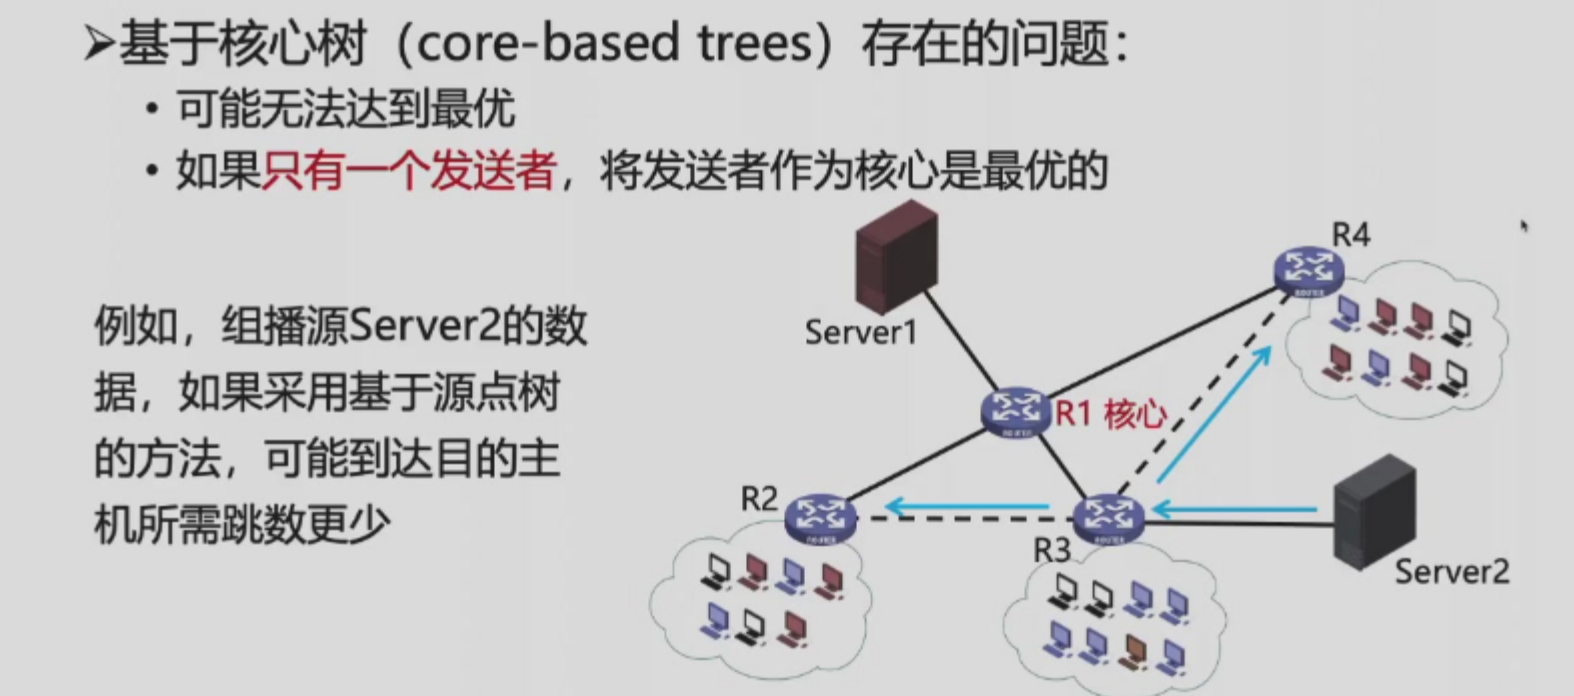 ➢基于核心树（core-based trees）存在的问题：
• 可能无法达到最优
• 如果只有一个发送者，将发送者作为核心是最优的
例如，组播源Server2的数
据，如果采用基于源点树
的方法，可能到达目的主
机所需跳数更少
Server1
R4
R1 核心
R2
R3
Server2